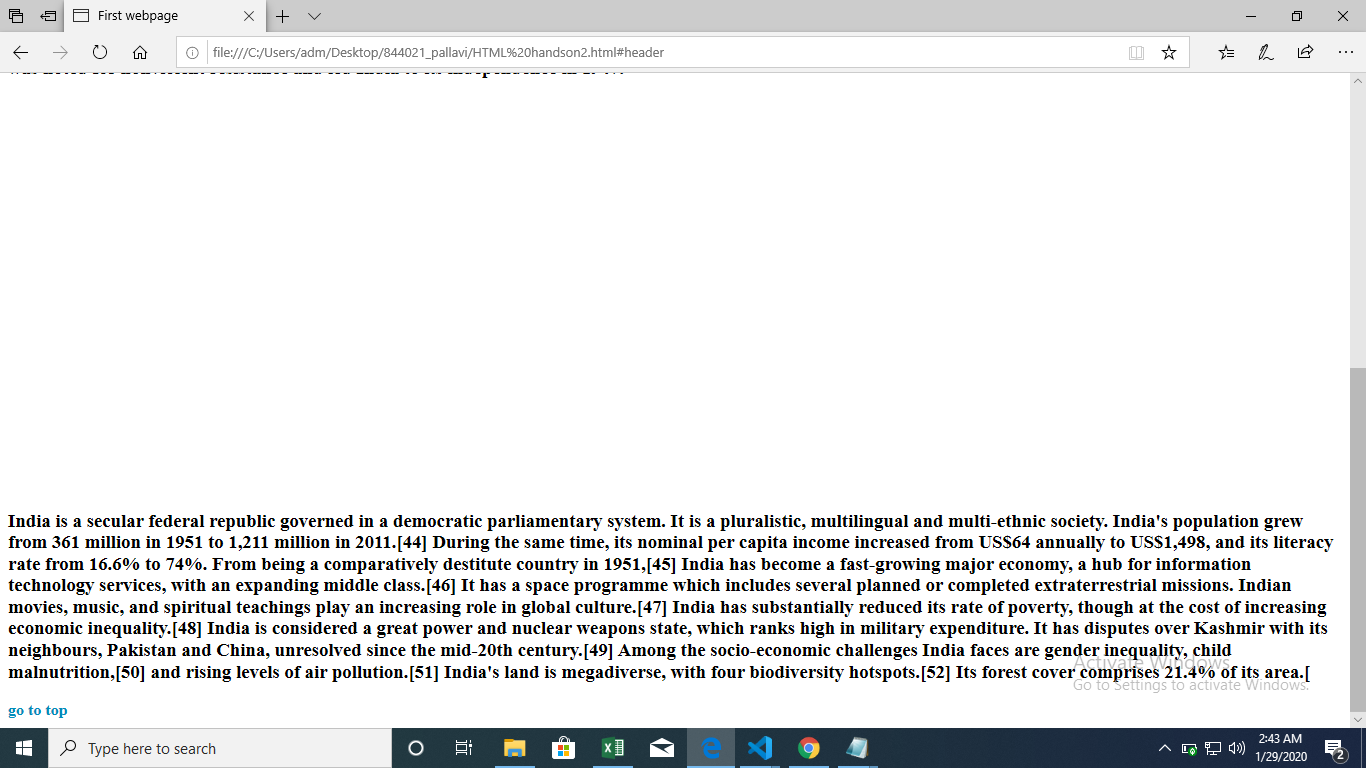 First webpage
file:///C:/Users/adm/Desktop/844021_pallavi/HTML%20handson2.html#header
India is a secular federal republic governed in a democratic parliamentary system. It is a pluralistic, multilingual and multi-ethnic society. India's population grew
from 361 million in 1951 to 1,211 million in 2011.[44] During the same time, its nominal per capita income increased from US$64 annually to US$1,498, and its literacy
rate from 16.6% to 74%. From being a comparatively destitute country in 1951,[45] India has become a fast-growing major economy, a hub for information
technology services, with an expanding middle class.[46] It has a space programme which includes several planned or completed extraterrestrial missions. Indian
movies, music, and spiritual teachings play an increasing role in global culture.[47] India has substantially reduced its rate of poverty, though at the cost of increasing
economic inequality.[48] India is considered a great power and nuclear weapons state, which ranks high in military expenditure. It has disputes over Kashmir with its
neighbours, Pakistan and China, unresolved since the mid-20th century.[49] Among the socio-economic challenges India faces are gender inequality, child
malnutrition,[50] and rising levels of air pollution.[51] India's land is megadiverse, with four biodiversity hotspots.[52] Its forest cover comprises 21.4% of its area.[
Activate Windows
Go to Settings to activate Windows.
go to top
Type here to search
2:43 AM
1/29/2020
2